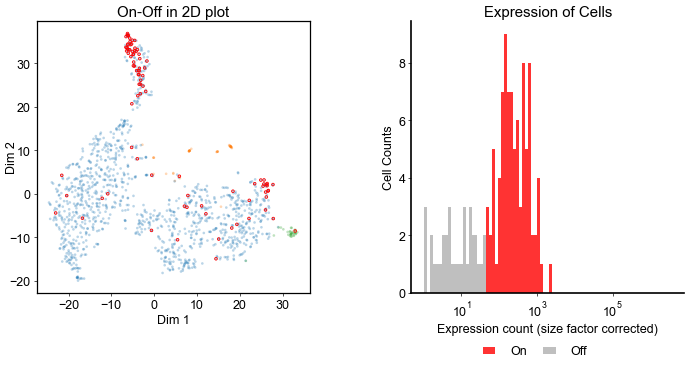 On-Off in 2D plot
Dim 2
30
20
10
0
−10
−20
−20 −10 0 10 20 30
Dim 1
Expression of Cells
Cell Counts
8
6
4
2
0
10^1 10^3 10^5
Expression count (size factor corrected)
On Off